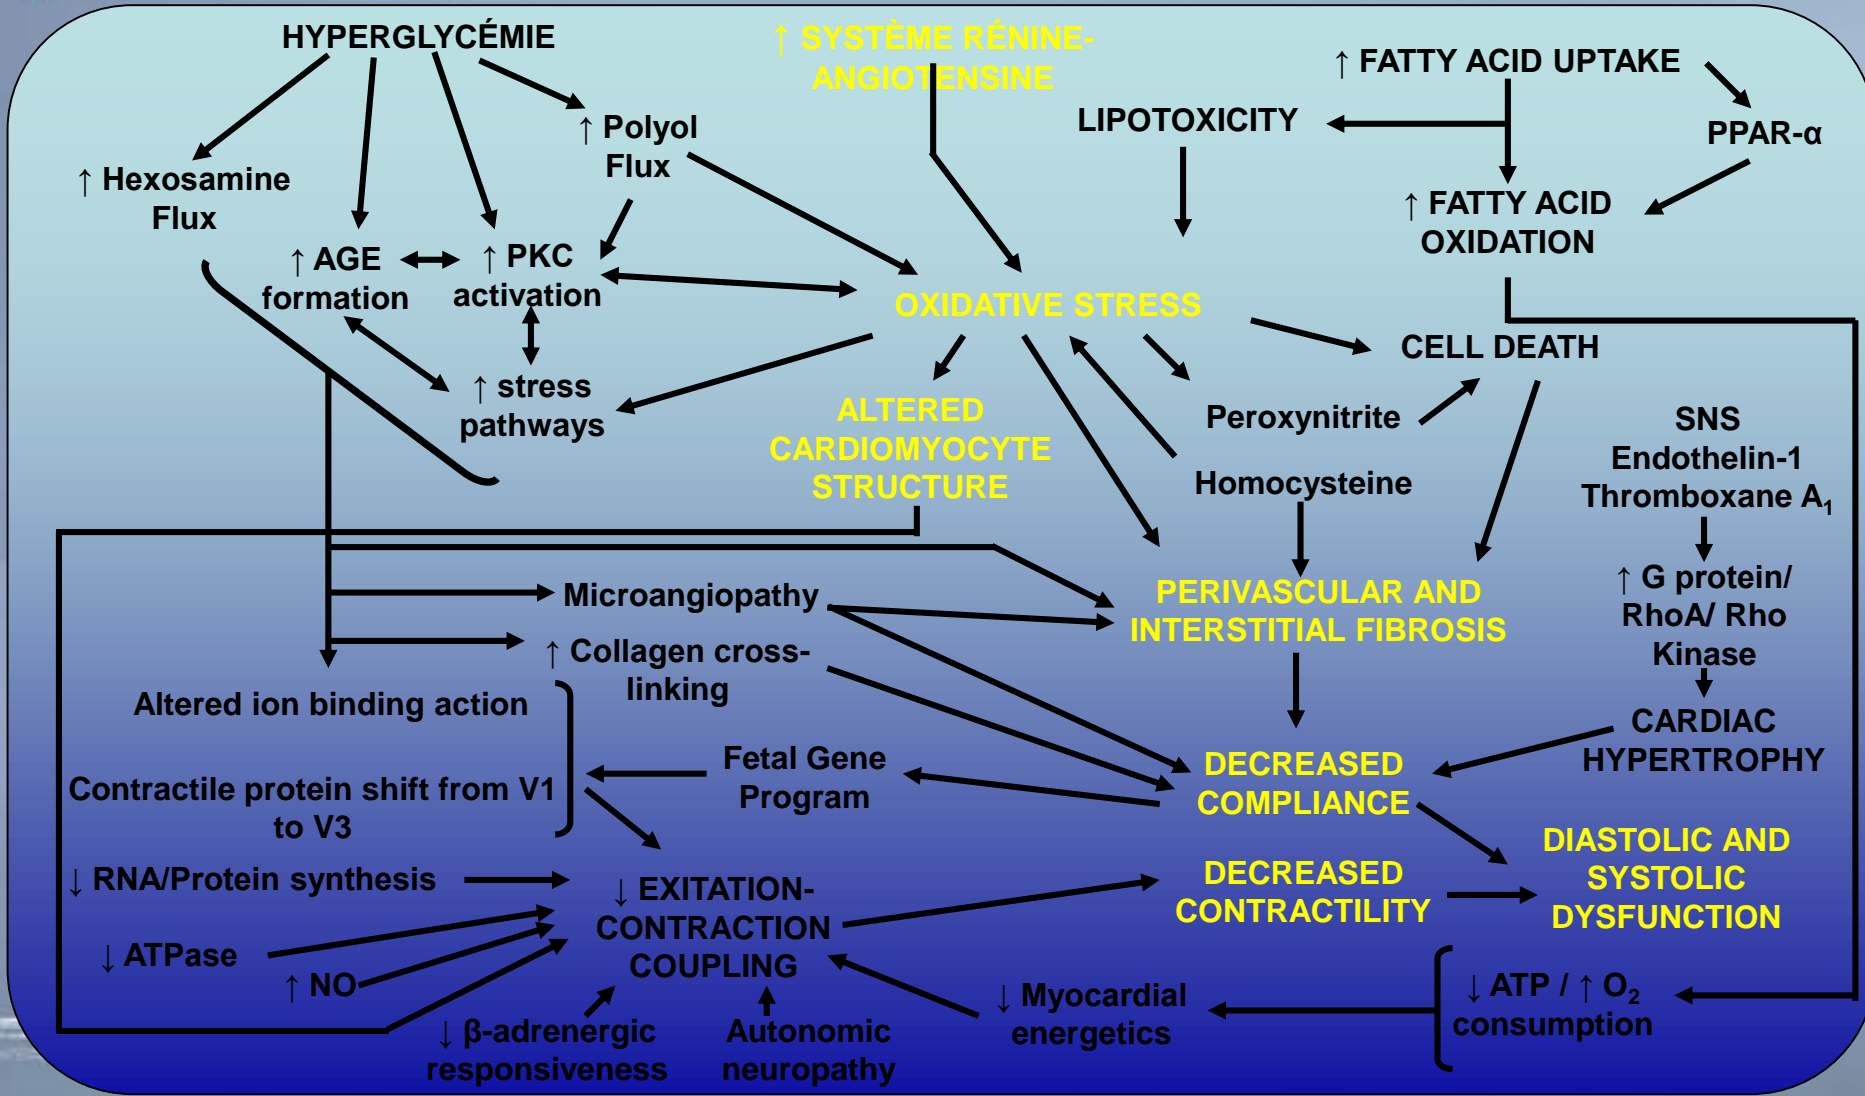 HYPERGLYCÉMIE
↑ SYSTÈME RÉNINE-
ANGIOTENSINE
↑ FATTY ACID UPTAKE
LIPOTOXICITY
PPAR-α
↑ Polyol
Flux
↑ Hexosamine
Flux
↑ FATTY ACID
OXIDATION
↑ AGE
formation
↑ PKC
activation
OXIDATIVE STRESS
CELL DEATH
↑ stress
pathways
ALTERED
CARDIOMYOCYTE
STRUCTURE
Peroxynitrite
Homocysteine
SNS
Endothelin-1
Thromboxane A₁
↑ G protein/
RhoA/ Rho
Kinase
Microangiopathy
PERIVASCULAR AND
INTERSTITIAL FIBROSIS
↑ Collagen cross-
linking
Altered ion binding action
CARDIAC
HYPERTROPHY
Fetal Gene
Program
DECREASED
COMPLIANCE
Contractile protein shift from V1
to V3
DIASTOLIC AND
SYSTOLIC
DYSFUNCTION
↓ RNA/Protein synthesis
↓ EXITATION-
CONTRACTION
COUPLING
DECREASED
CONTRACTILITY
↓ ATPase
↑ NO
↓ β-adrenergic
responsiveness
Autonomic
neuropathy
↓ Myocardial
energetics
↓ ATP / ↑ O₂
consumption